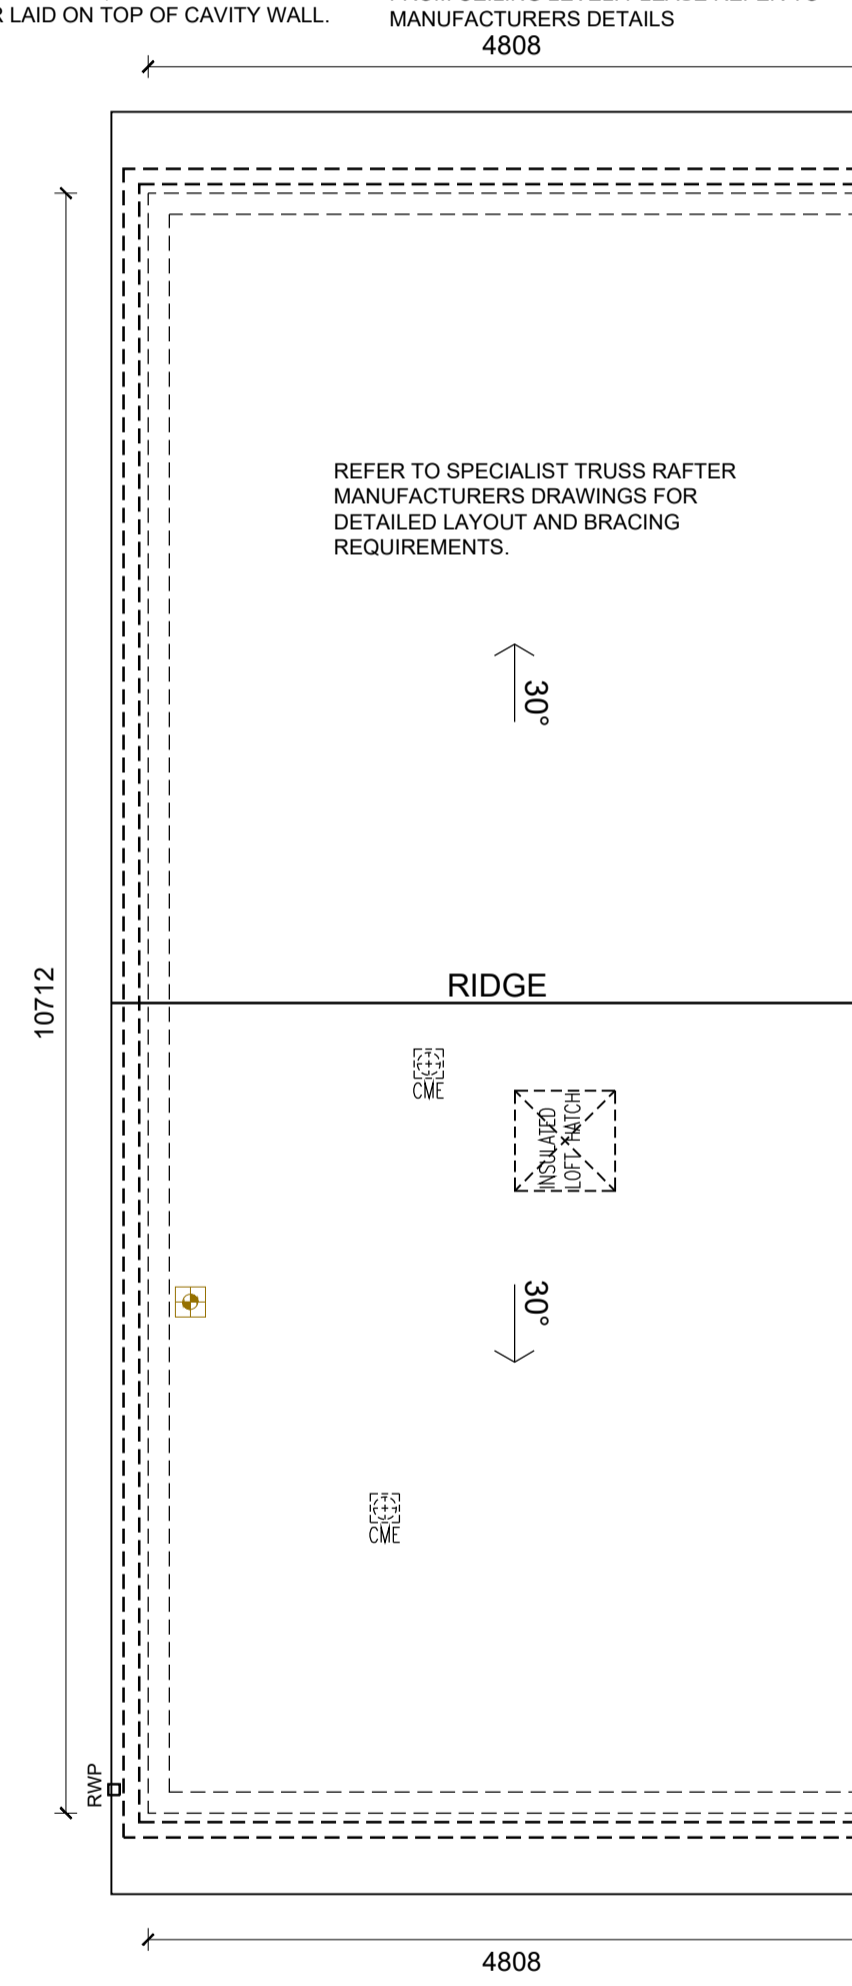 LAID ON TOP OF CAVITY WALL.
MANUFACTURERS DETAILS
4808
REFER TO SPECIALIST TRUSS RAFTER
MANUFACTURERS DRAWINGS FOR
DETAILED LAYOUT AND BRACING
REQUIREMENTS.
30°
10712
RIDGE
CME
INSULATED
LOFT HATCH
30°
CME
RWP
4808